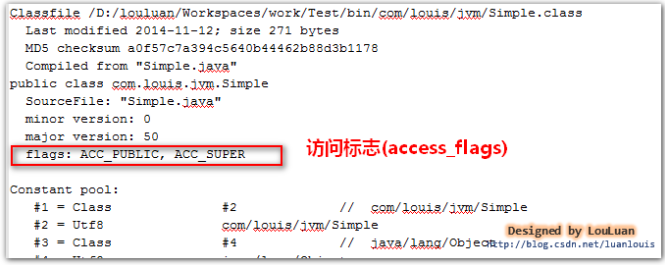 Classfile /D:/louluan/Workspaces/work/Test/bin/com/louis/jvm/Simple.class
Last modified 2014-11-12; size 271 bytes
MD5 checksum a0f57c7a394c5640b44462b88d3b1178
Compiled from "Simple.java"
public class com.louis.jvm.Simple
SourceFile: "Simple.java"
minor version: 0
major version: 50
flags: ACC_PUBLIC, ACC_SUPER
访问标志(access_flags)
Constant pool:
#1 = Class #2 // com/louis/jvm/Simple
#2 = Utf8 com/louis/jvm/Simple
#3 = Class #4 // java/lang/Object
Designed by LouLuan
http://blog.csdn.net/luanlouis